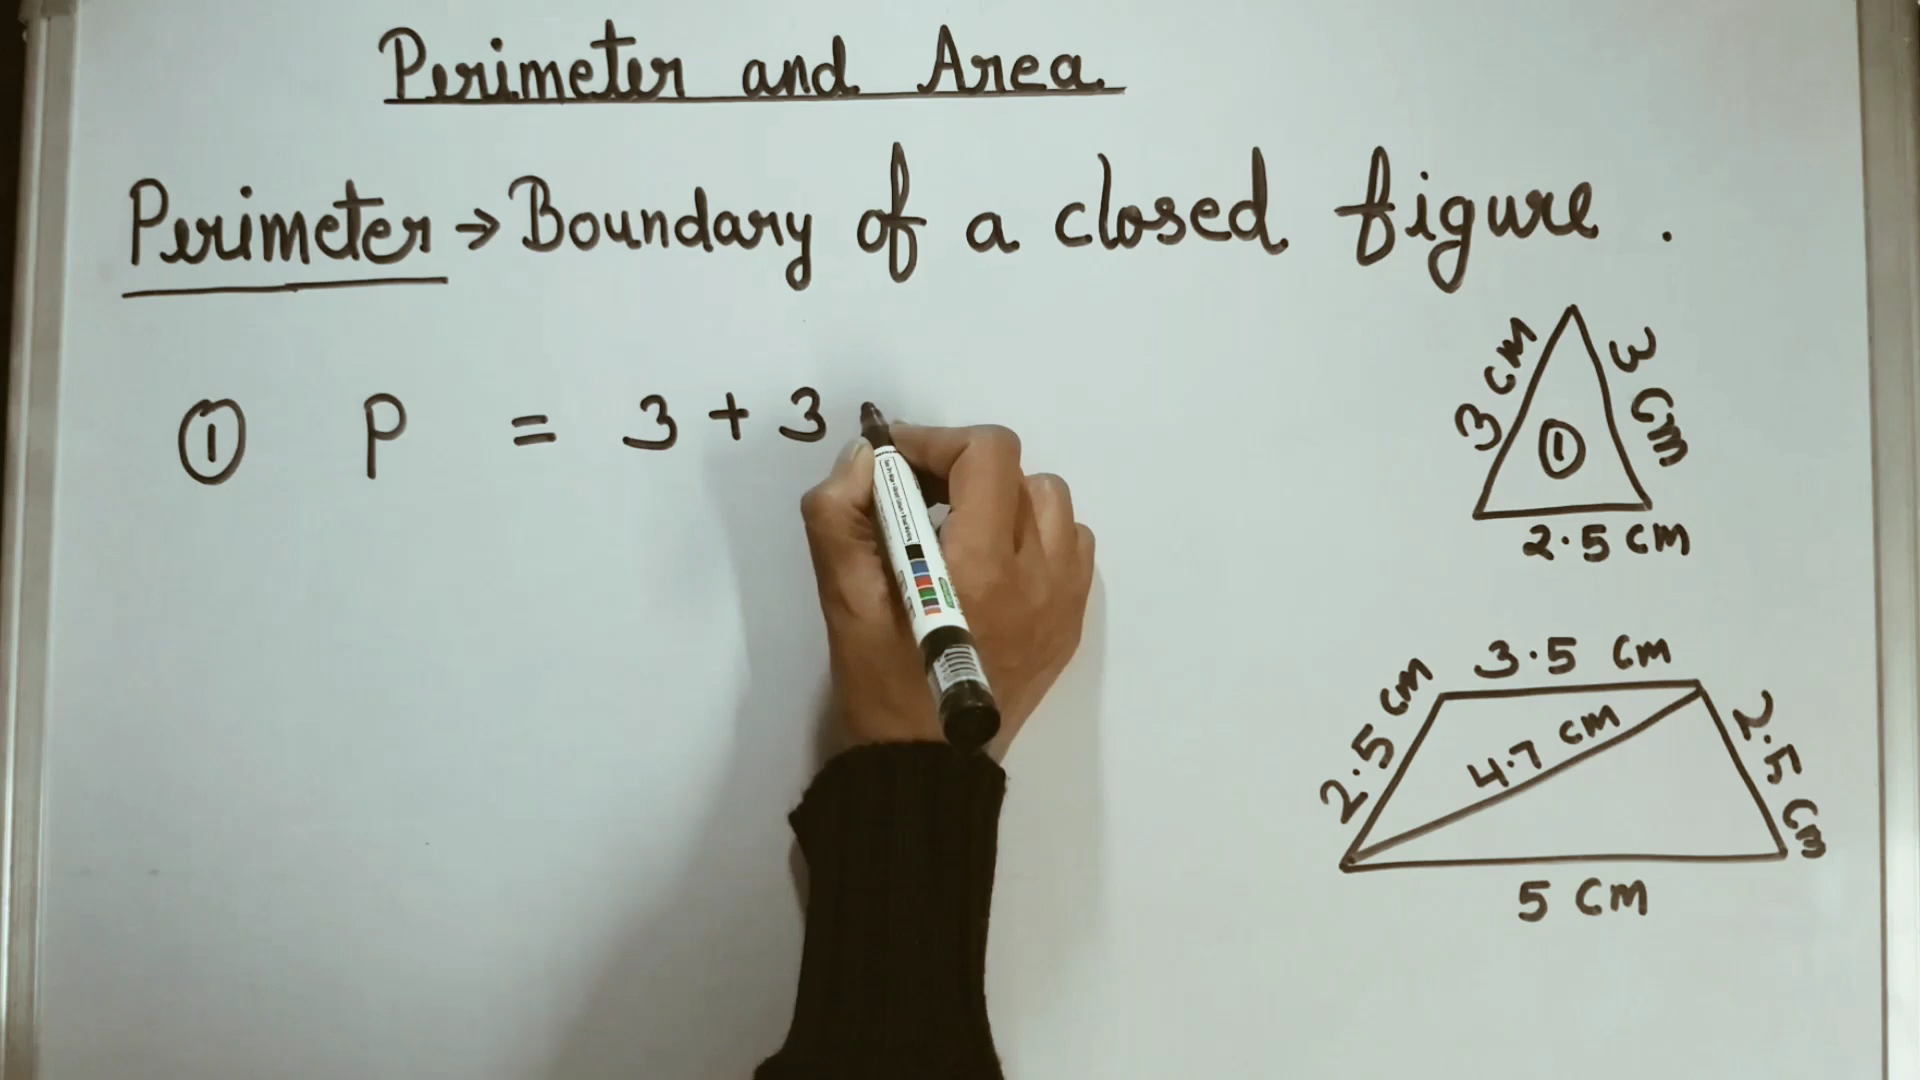 Perimeter and Area
Perimeter → Boundary of a closed figure .
① P = 3 + 3
3 cm
3 cm
①
2.5 cm
3.5 cm
2.5 cm
4.7 cm
2.5 cm
5 cm